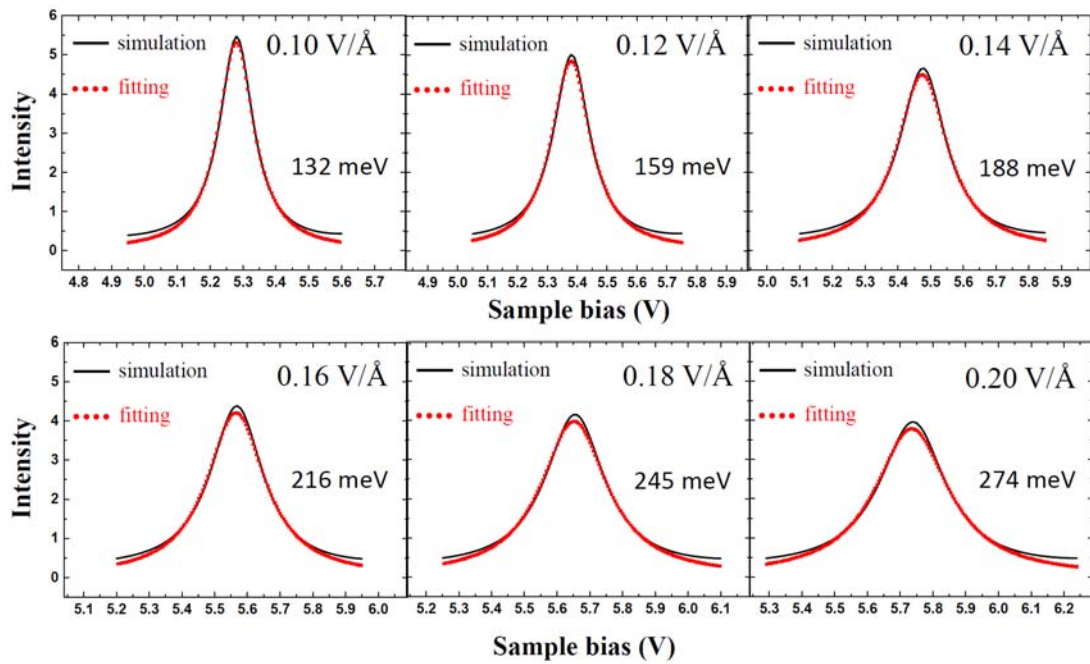 6
5
4
3
2
1
0
Intensity
simulation
0.10 V/Å
fitting
132 meV
4.8 4.9 5.0 5.1 5.2 5.3 5.4 5.5 5.6 5.7
simulation
0.12 V/Å
fitting
159 meV
4.9 5.0 5.1 5.2 5.3 5.4 5.5 5.6 5.7 5.8 5.9
simulation
0.14 V/Å
fitting
188 meV
5.0 5.1 5.2 5.3 5.4 5.5 5.6 5.7 5.8 5.9
Sample bias (V)
6
5
4
3
2
1
0
Intensity
simulation
0.16 V/Å
fitting
216 meV
5.1 5.2 5.3 5.4 5.5 5.6 5.7 5.8 5.9 6.0
simulation
0.18 V/Å
fitting
245 meV
5.2 5.3 5.4 5.5 5.6 5.7 5.8 5.9 6.0 6.1
simulation
0.20 V/Å
fitting
274 meV
5.3 5.4 5.5 5.6 5.7 5.8 5.9 6.0 6.1 6.2
Sample bias (V)